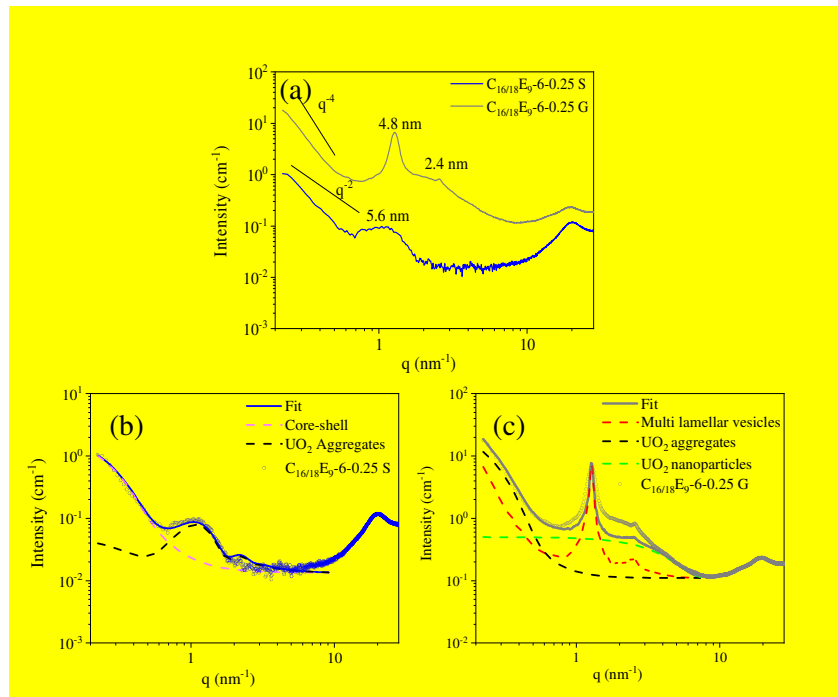 (a)
C₁₆/₁₈E₉-6-0.25 S
C₁₆/₁₈E₉-6-0.25 G
q⁻⁴
4.8 nm
2.4 nm
q⁻²
5.6 nm
10²
10¹
10⁰
10⁻¹
10⁻²
10⁻³
Intensity (cm⁻¹)
1
10
q (nm⁻¹)
(b)
Fit
Core-shell
UO₂ Aggregates
C₁₆/₁₈E₉-6-0.25 S
10¹
10⁰
10⁻¹
10⁻²
10⁻³
Intensity (cm⁻¹)
1
10
q (nm⁻¹)
(c)
Fit
Multi lamellar vesicles
UO₂ aggregates
UO₂ nanoparticles
C₁₆/₁₈E₉-6-0.25 G
10²
10¹
10⁰
10⁻¹
10⁻²
Intensity (cm⁻¹)
1
10
q (nm⁻¹)